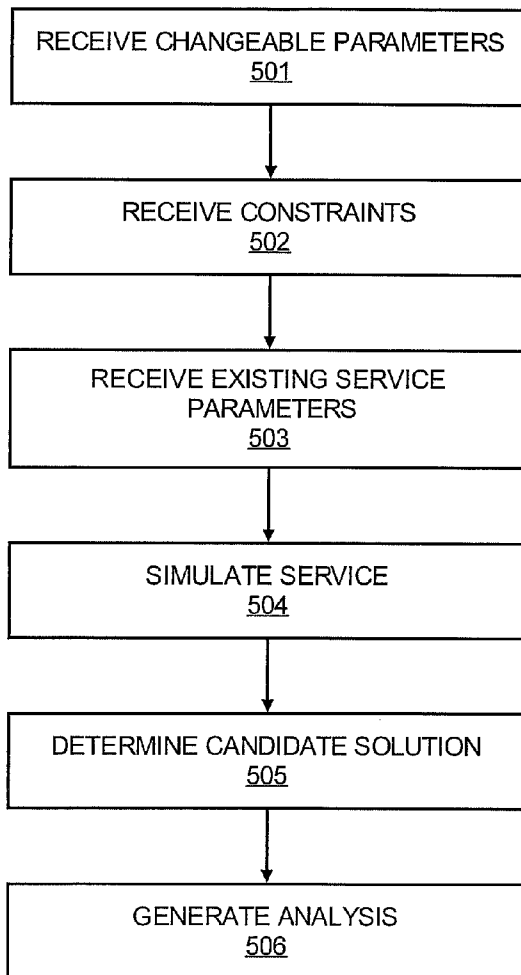 RECEIVE CHANGEABLE PARAMETERS
501
RECEIVE CONSTRAINTS
502
RECEIVE EXISTING SERVICE
PARAMETERS
503
SIMULATE SERVICE
504
DETERMINE CANDIDATE SOLUTION
505
GENERATE ANALYSIS
506